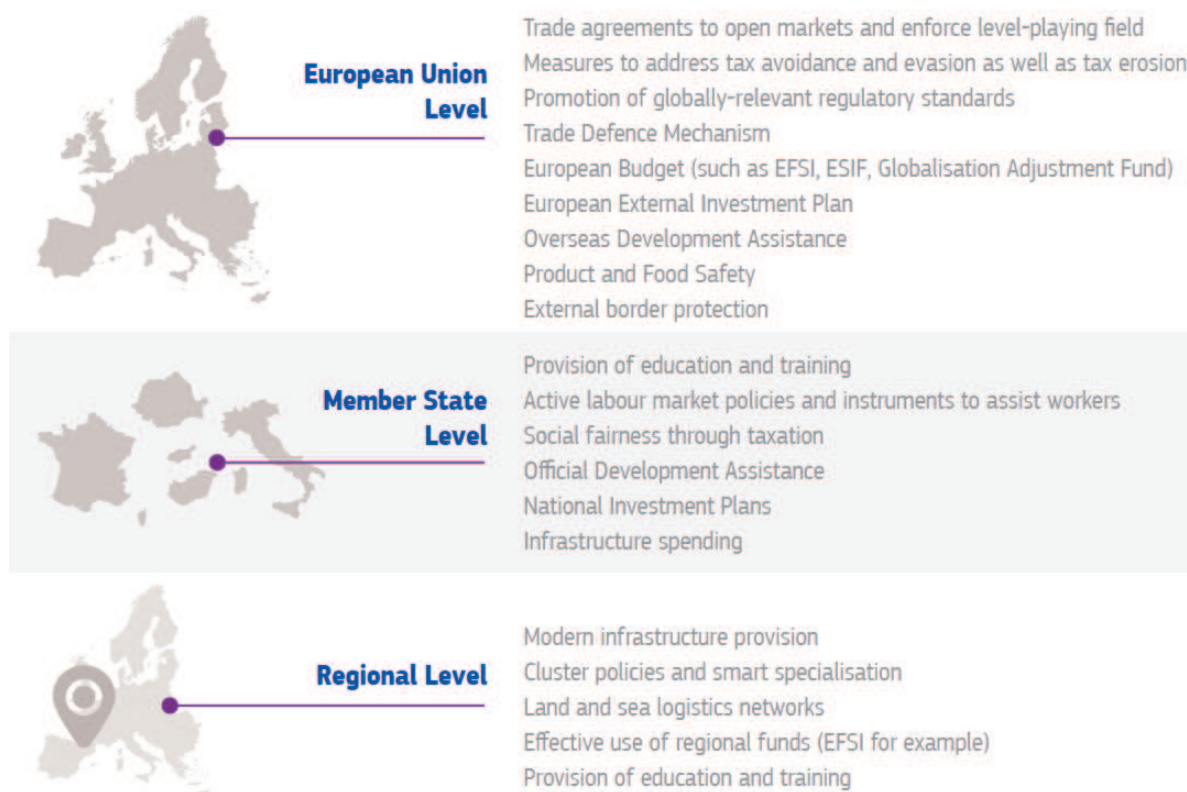 European Union
Level
Trade agreements to open markets and enforce level-playing field
Measures to address tax avoidance and evasion as well as tax erosion
Promotion of globally-relevant regulatory standards
Trade Defence Mechanism
European Budget (such as EFSI, ESIF, Globalisation Adjustment Fund)
European External Investment Plan
Overseas Development Assistance
Product and Food Safety
External border protection
Member State
Level
Provision of education and training
Active labour market policies and instruments to assist workers
Social fairness through taxation
Official Development Assistance
National Investment Plans
Infrastructure spending
Regional Level
Modern infrastructure provision
Cluster policies and smart specialisation
Land and sea logistics networks
Effective use of regional funds (EFSI for example)
Provision of education and training